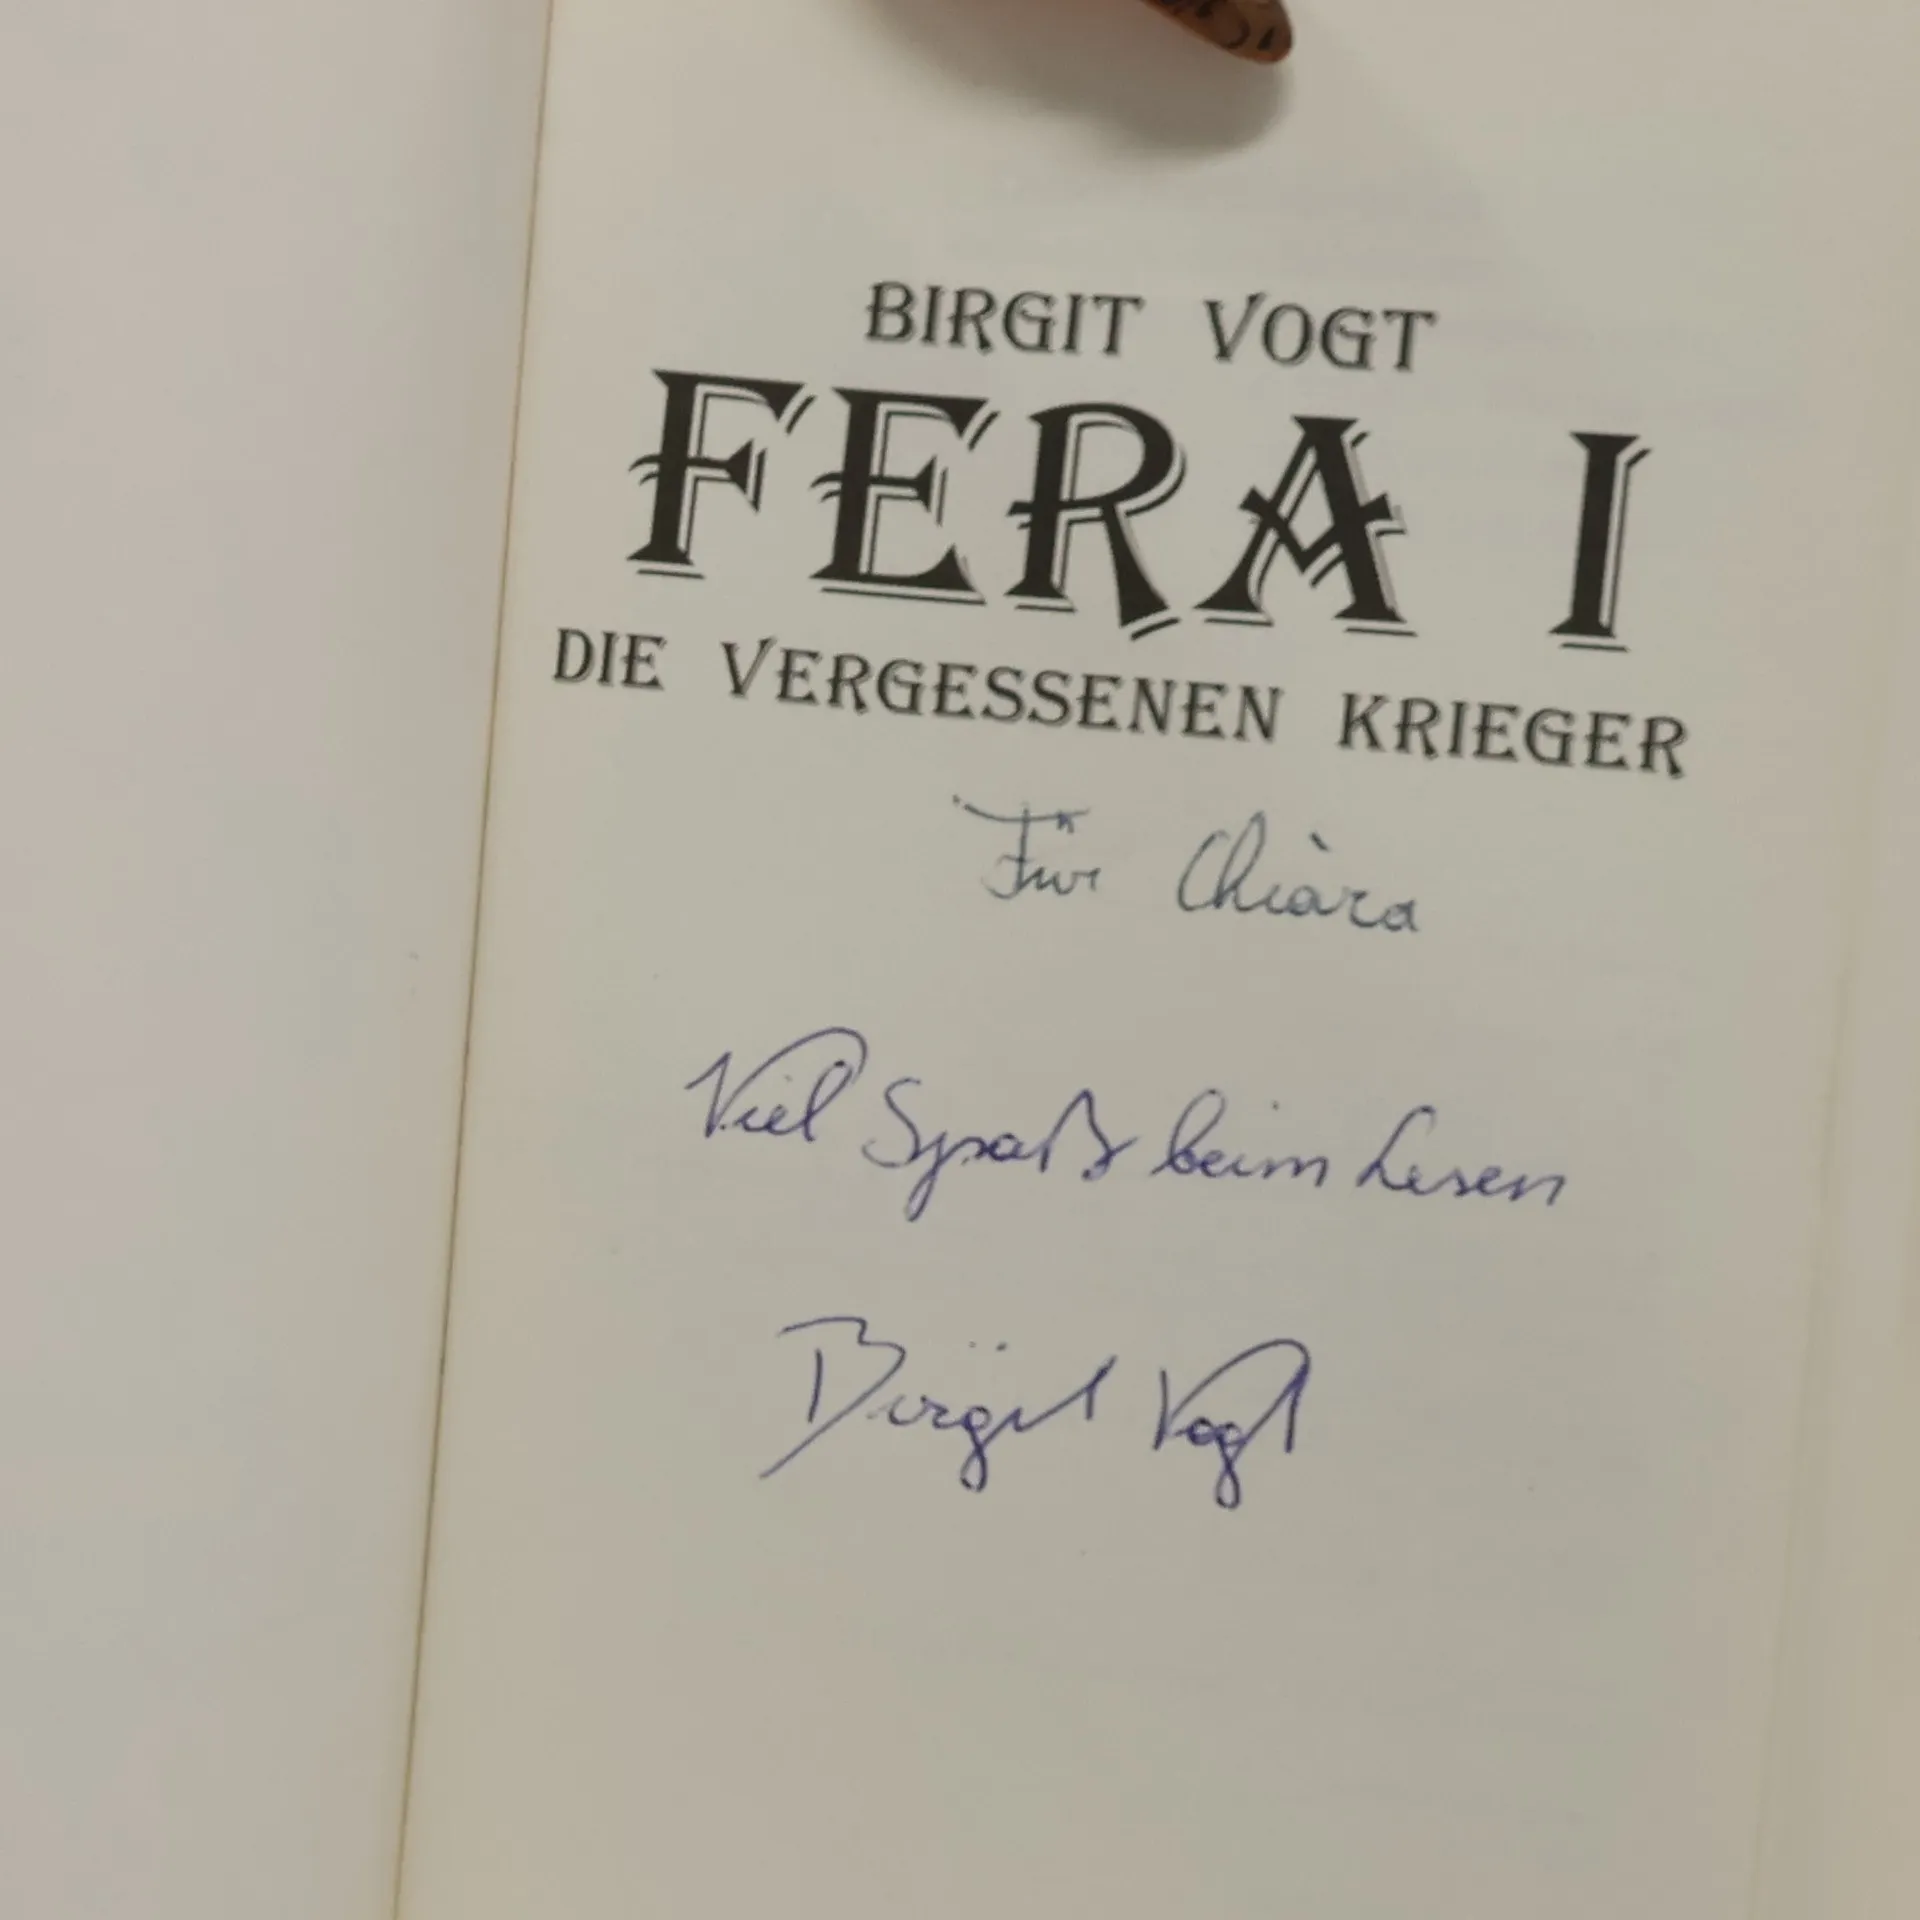 BIRGIT VOGT
FERA I
DIE VERGESSENEN KRIEGER
Für Chiàra
Viel Spaß beim Lesen
Birgit Vogt